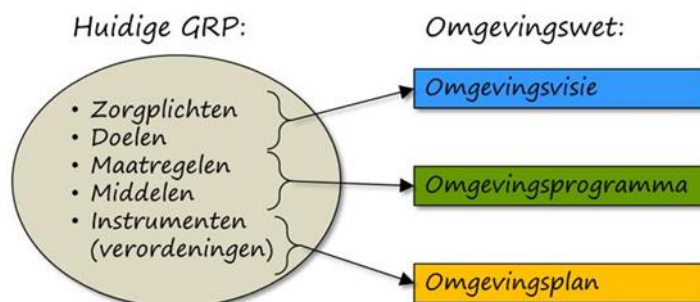 Huidige GRP:
Omgevingswet:
• Zorgplichten
• Doelen
• Maatregelen
• Middelen
• Instrumenten
(verordeningen)
Omgevingsvisie
Omgevingsprogramma
Omgevingsplan